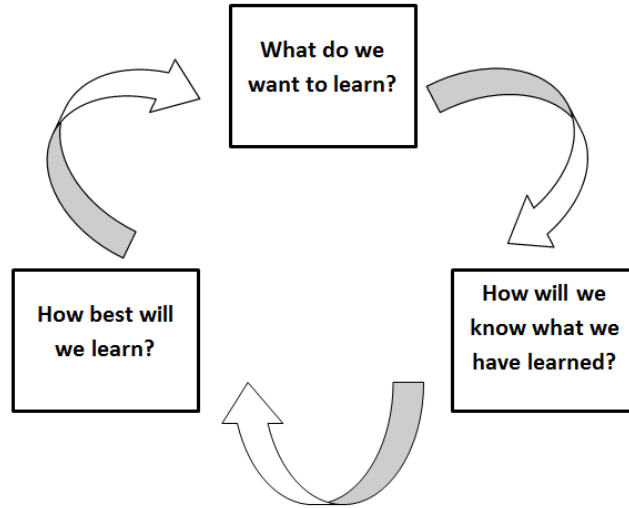 What do we
want to learn?
How will we
know what we
have learned?
How best will
we learn?